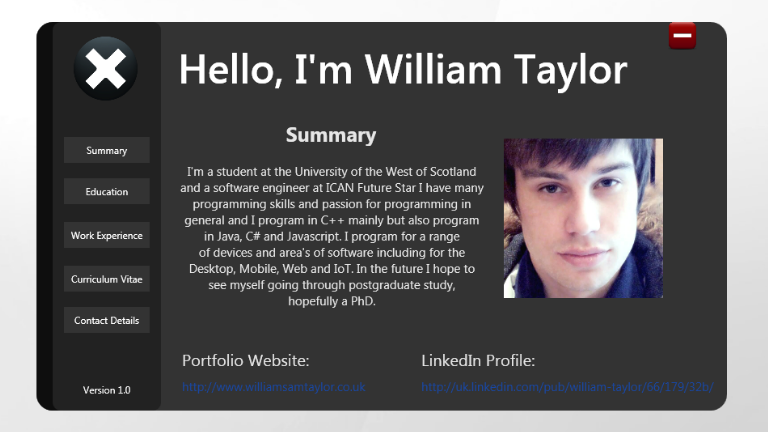 Hello, I'm William Taylor
Summary
Education
Work Experience
Curriculum Vitae
Contact Details
Version 1.0
Summary
I'm a student at the University of the West of Scotland
and a software engineer at ICAN Future Star I have many
programming skills and passion for programming in
general and I program in C++ mainly but also program
in Java, C# and Javascript. I program for a range
of devices and area's of software including for the
Desktop, Mobile, Web and IoT. In the future I hope to
see myself going through postgraduate study,
hopefully a PhD.
Portfolio Website:
http://www.williamsamtaylor.co.uk
LinkedIn Profile:
http://uk.linkedin.com/pub/william-taylor/66/179/32b/